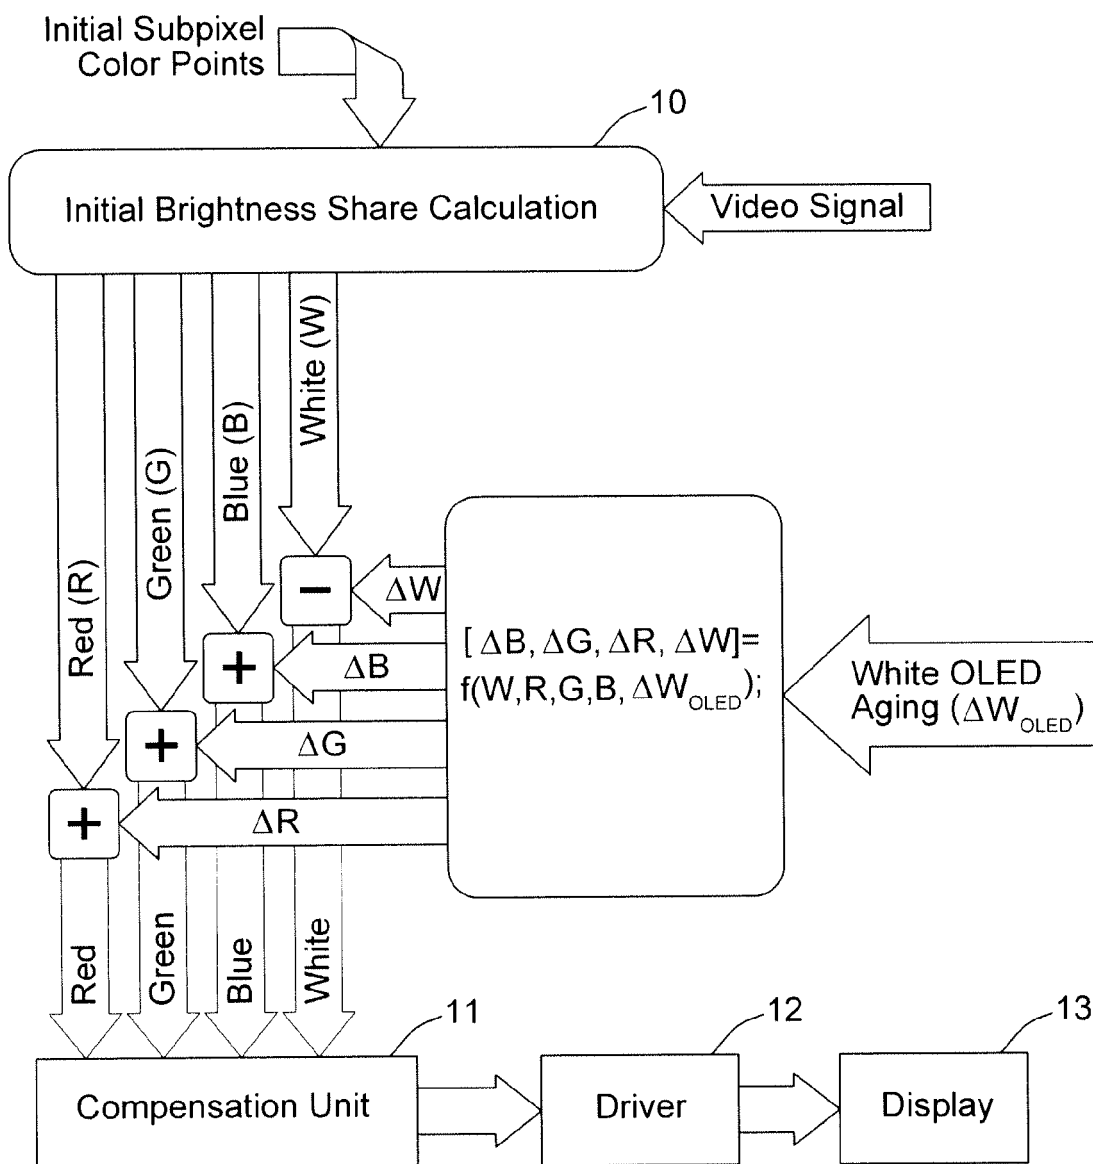 Initial Subpixel
Color Points
10
Initial Brightness Share Calculation
Video Signal
Red (R)
Green (G)
Blue (B)
White (W)
−
ΔW
+
ΔB
+
ΔG
+
ΔR
[ ΔB, ΔG, ΔR, ΔW]=
f(W,R,G,B, ΔW_OLED);
White OLED
Aging (ΔW_OLED)
Red
Green
Blue
White
11
12
13
Compensation Unit
Driver
Display